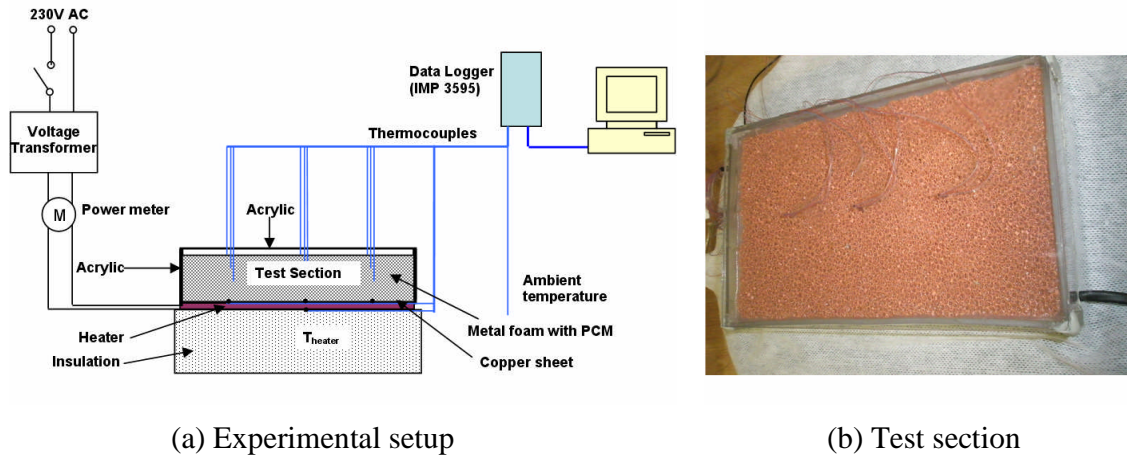 230V AC
Voltage
Transformer
M
Power meter
Acrylic
Acrylic
Test Section
Heater
Insulation
T heater
Thermocouples
Data Logger
(IMP 3595)
Ambient
temperature
Metal foam with PCM
Copper sheet
(a) Experimental setup
(b) Test section